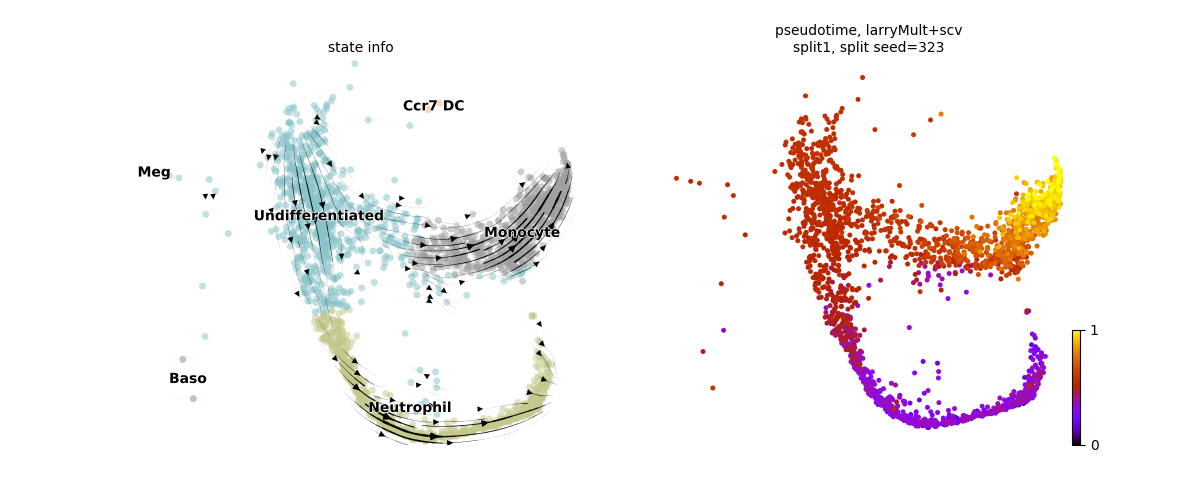 state info
pseudotime, larryMult+scv
split1, split seed=323
Ccr7 DC
Meg
Undifferentiated
Monocyte
Baso
Neutrophil
1
0